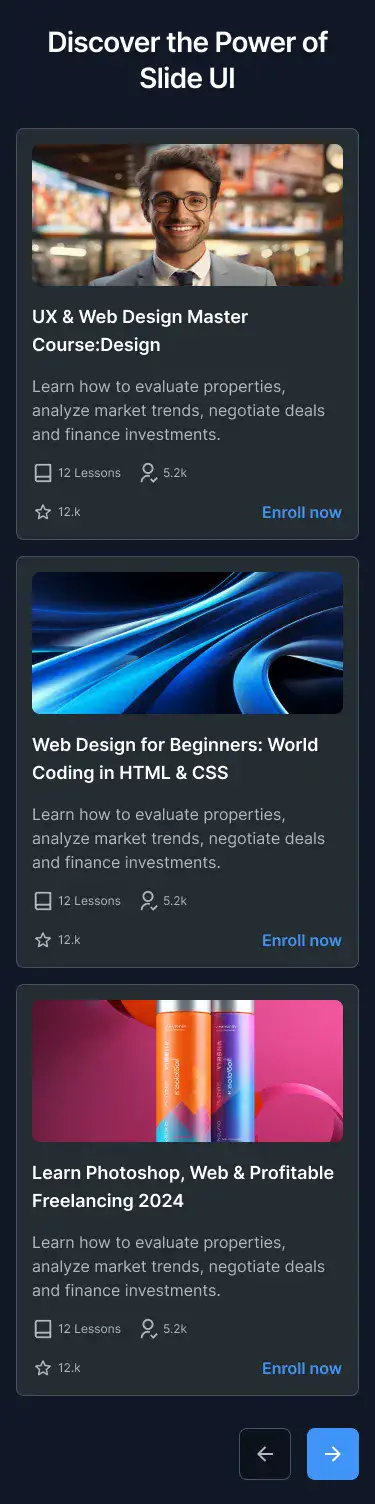 Discover the Power of
Slide UI
UX & Web Design Master
Course:Design
Learn how to evaluate properties,
analyze market trends, negotiate deals
and finance investments.
12 Lessons 5.2k
12.k Enroll now
Web Design for Beginners: World
Coding in HTML & CSS
Learn how to evaluate properties,
analyze market trends, negotiate deals
and finance investments.
12 Lessons 5.2k
12.k Enroll now
Learn Photoshop, Web & Profitable
Freelancing 2024
Learn how to evaluate properties,
analyze market trends, negotiate deals
and finance investments.
12 Lessons 5.2k
12.k Enroll now